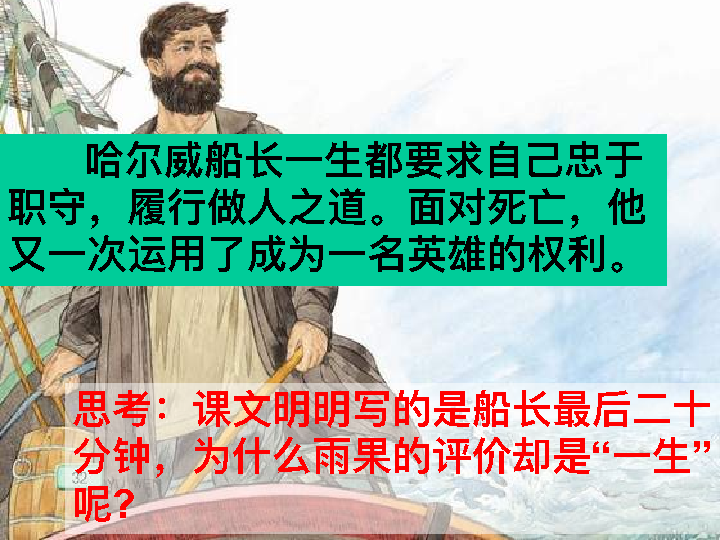 哈尔威船长一生都要求自己忠于
职守，履行做人之道。面对死亡，他
又一次运用了成为一名英雄的权利。
思考：课文明明写的是船长最后二十
分钟，为什么雨果的评价却是“一生”
呢?
32